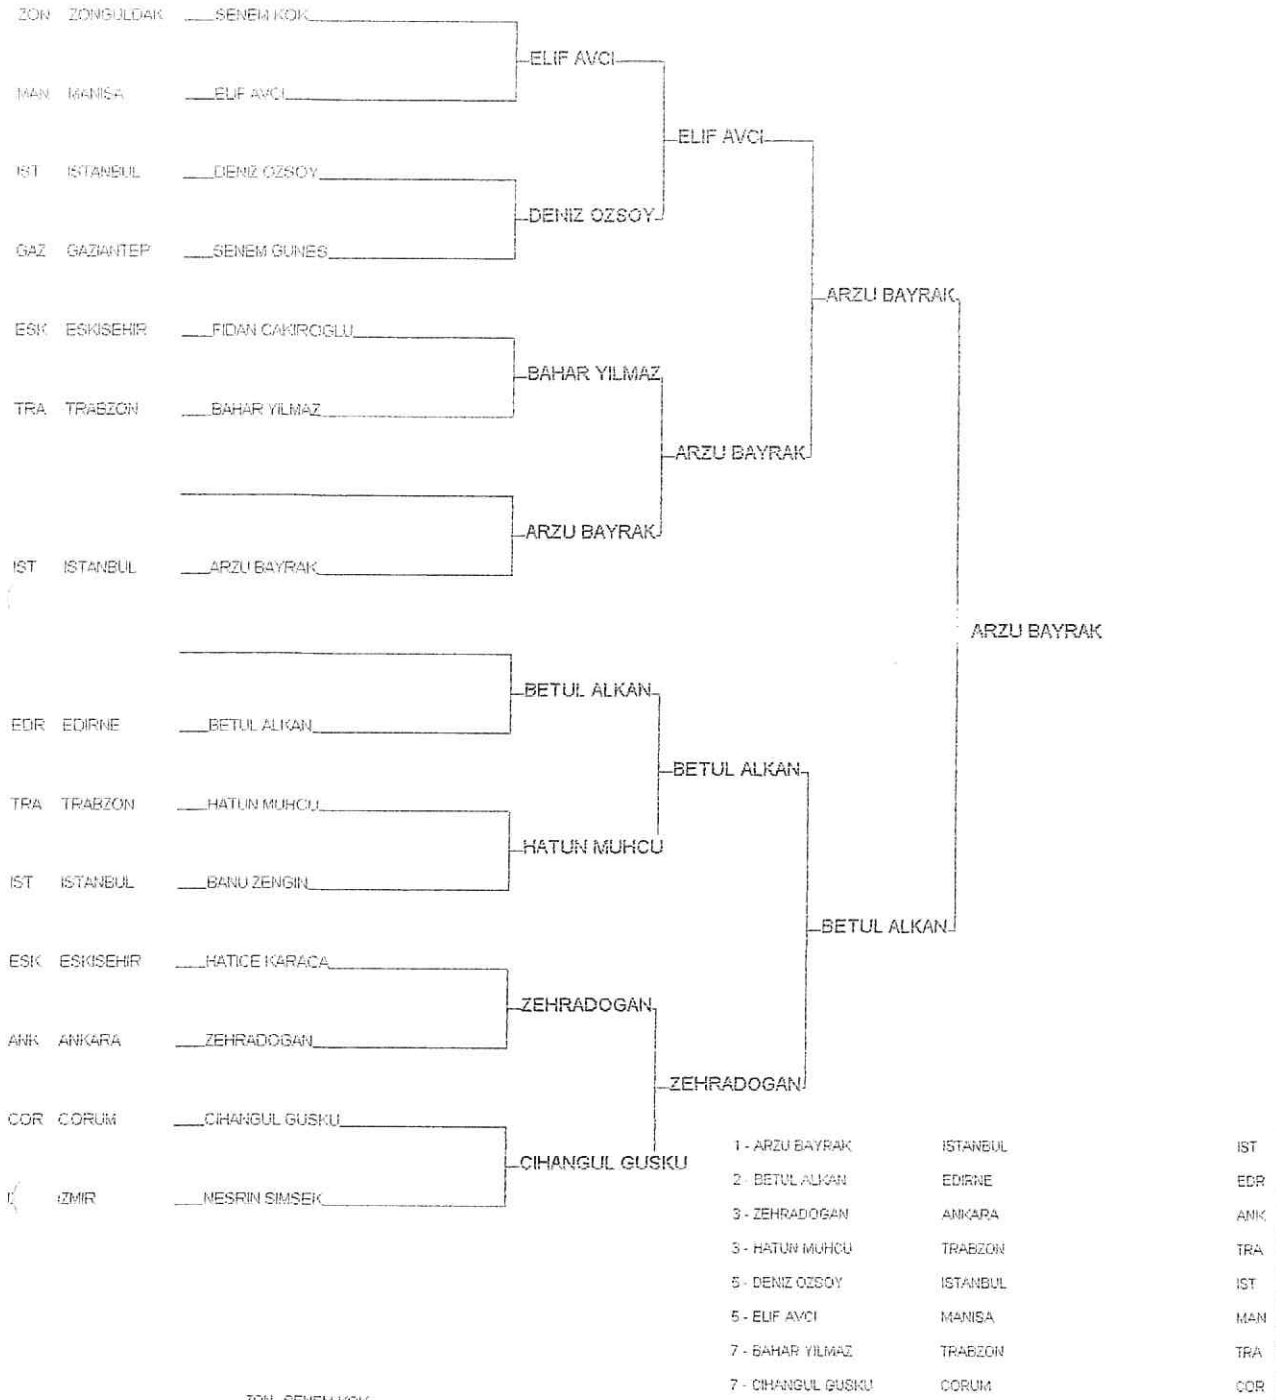 ZON ZONGULDAK SENEM KOK
ELIF AVCI
MAN MANISA ELIF AVCI
ELIF AVCI
IST ISTANBUL DENIZ OZSOY
DENIZ OZSOY
GAZ GAZIANTEP SENEM GUNES
ARZU BAYRAK
ESK ESKISEHIR FIDAN CAKIROGLU
BAHAR YILMAZ
TRA TRABZON BAHAR YILMAZ
ARZU BAYRAK
ARZU BAYRAK
IST ISTANBUL ARZU BAYRAK
ARZU BAYRAK
BETUL ALKAN
EDR EDIRNE BETUL ALKAN
BETUL ALKAN
TRA TRABZON HATUN MUHCU
HATUN MUHCU
IST ISTANBUL BANU ZENGIN
BETUL ALKAN
ESK ESKISEHIR HATICE KARACA
ZEHRADOGAN
ANK ANKARA ZEHRADOGAN
ZEHRADOGAN
COR CORUM CIHANGUL GUSKU
CIHANGUL GUSKU
IZMIR NESRIN SIMSEK
1 - ARZU BAYRAK ISTANBUL IST
2 - BETUL ALKAN EDIRNE EDR
3 - ZEHRADOGAN ANKARA ANK
3 - HATUN MUHCU TRABZON TRA
5 - DENIZ OZSOY ISTANBUL IST
5 - ELIF AVCI MANISA MAN
7 - BAHAR YILMAZ TRABZON TRA
7 - CIHANGUL GUSKU CORUM COR